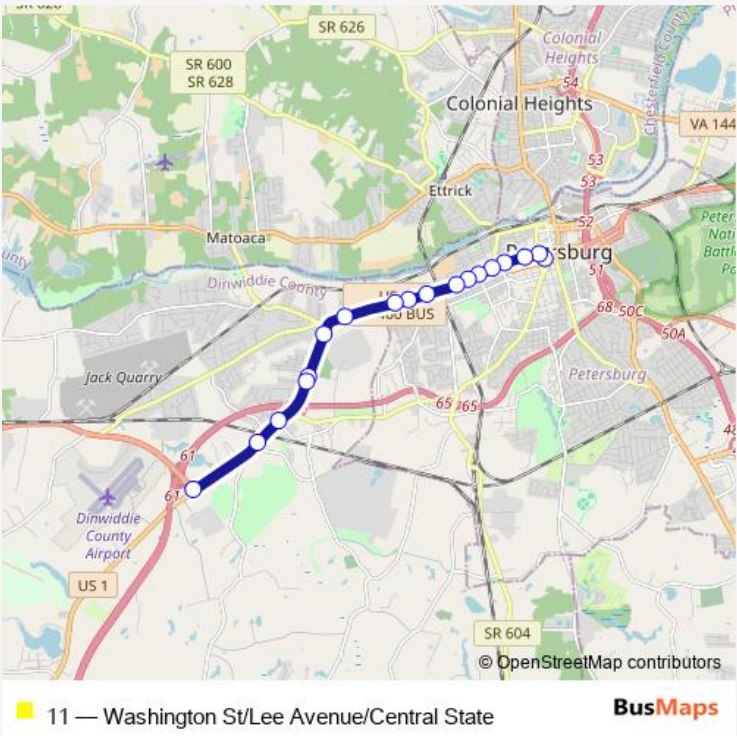 SR 626
SR 600
SR 628
Colonial
Heights
54
Colonial Heights
Chesterfield County
VA 144
53
53
Ettrick
52
Matoaca
Petersburg
51
Dinwiddie County
BUS
68
50C
50A
Jack Quarry
Petersburg
65
65
61
61
Dinwiddie
County
Airport
US 1
SR 604
© OpenStreetMap contributors
11 — Washington St/Lee Avenue/Central State
BusMaps